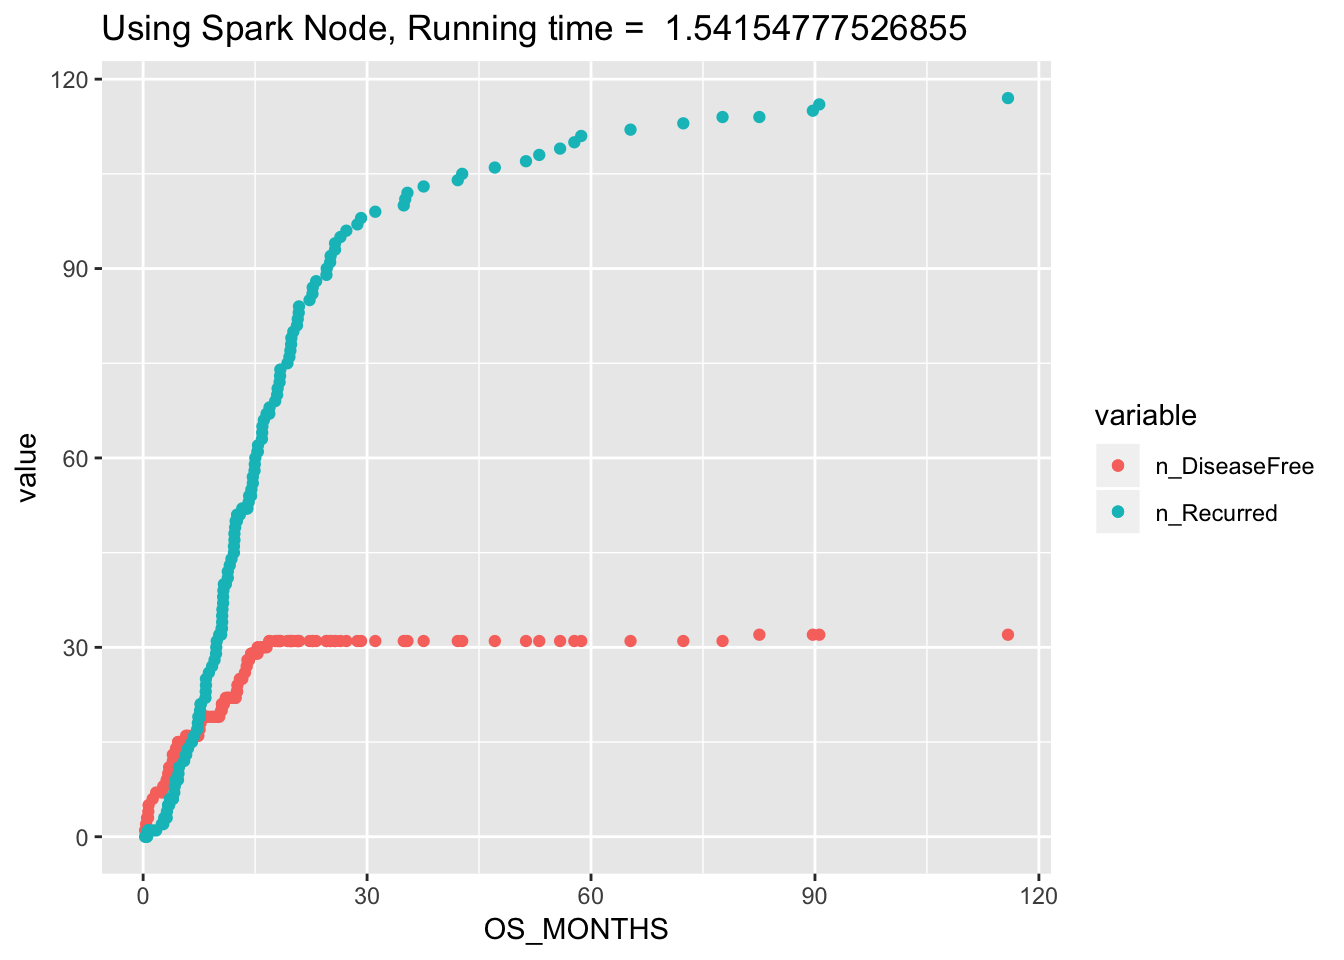 Using Spark Node, Running time =  1.54154777526855
120
90
60
30
0
value
0
30
60
90
120
OS_MONTHS
variable
n_DiseaseFree
n_Recurred